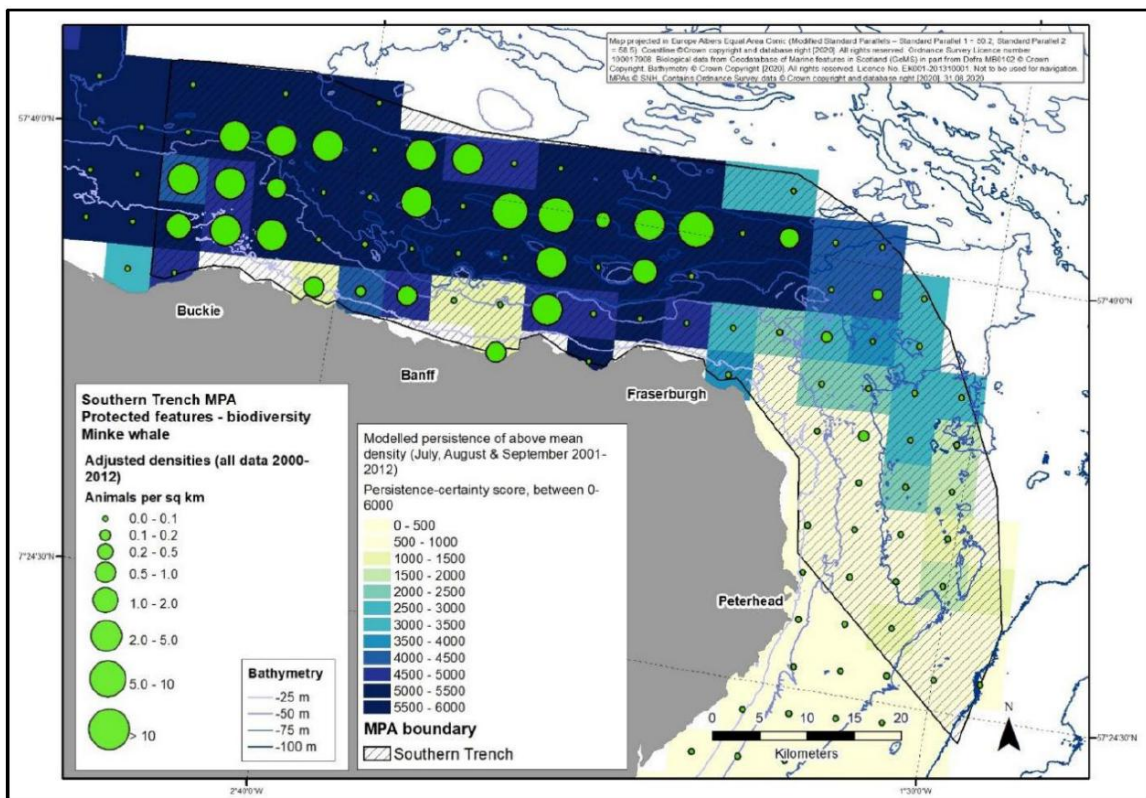 Map projected in Europe Albers Equal Area Conic (Modified Standard Parallels – Standard Parallel 1 = 50.2, Standard Parallel 2
= 58.5). Coastline © Crown copyright and database right [2020]. All rights reserved. Ordnance Survey Licence number
100017908. Biological data from Geodatabase of Marine features in Scotland (GeMS) in part from Defra MB0102 © Crown
Copyright. Bathymetry © Crown Copyright [2020]. All rights reserved. Licence No. EK001-201310001. Not to be used for navigation.
MPAs © SNH, Contains Ordnance Survey data © Crown copyright and database right [2020], 31.08.2020
57°49'0"N
57°49'0"N
Buckie
Banff
Fraserburgh
Peterhead
7°24'30"N
57°24'30"N
2°40'0"W
1°39'0"W
Southern Trench MPA
Protected features - biodiversity
Minke whale
Adjusted densities (all data 2000-
2012)
Animals per sq km
0.0 - 0.1
0.1 - 0.2
0.2 - 0.5
0.5 - 1.0
1.0 - 2.0
2.0 - 5.0
5.0 - 10
> 10
Bathymetry
-25 m
-50 m
-75 m
-100 m
Modelled persistence of above mean
density (July, August & September 2001-
2012)
Persistence-certainty score, between 0-
6000
0 - 500
500 - 1000
1000 - 1500
1500 - 2000
2000 - 2500
2500 - 3000
3000 - 3500
3500 - 4000
4000 - 4500
4500 - 5000
5000 - 5500
5500 - 6000
MPA boundary
Southern Trench
0 5 10 15 20
Kilometers
N